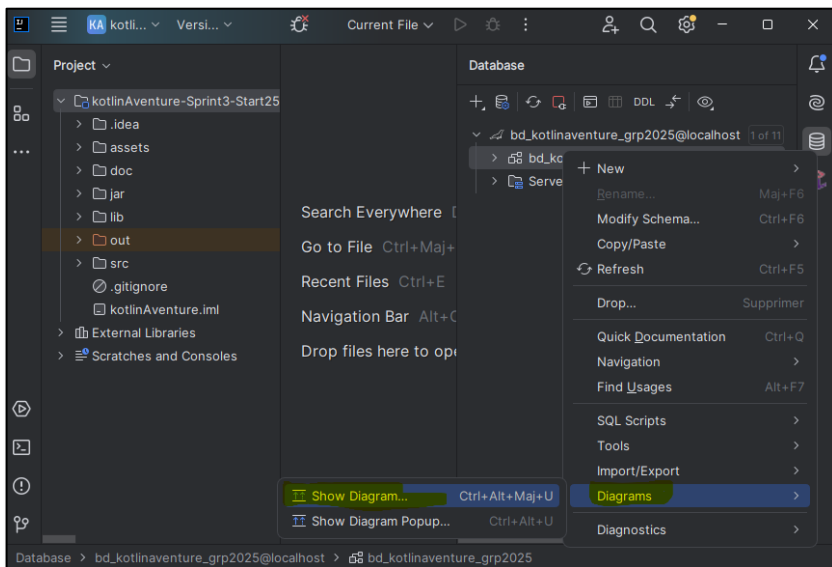 KA kotli... Versi... Current File
Project
kotlinAventure-Sprint3-Start25
.idea
assets
doc
jar
lib
out
src
.gitignore
kotlinAventure.iml
External Libraries
Scratches and Consoles
Search Everywhere
Go to File Ctrl+Maj+
Recent Files Ctrl+E
Navigation Bar Alt+
Drop files here to ope
Database
DDL
bd_kotlinaventure_grp2025@localhost 1 of 11
bd_ko
Serve
New
Rename... Maj+F6
Modify Schema... Ctrl+F6
Copy/Paste
Refresh Ctrl+F5
Drop... Supprimer
Quick Documentation Ctrl+Q
Navigation
Find Usages Alt+F7
SQL Scripts
Tools
Import/Export
Diagrams
Diagnostics
Show Diagram... Ctrl+Alt+Maj+U
Show Diagram Popup... Ctrl+Alt+U
Database > bd_kotlinaventure_grp2025@localhost > bd_kotlinaventure_grp2025